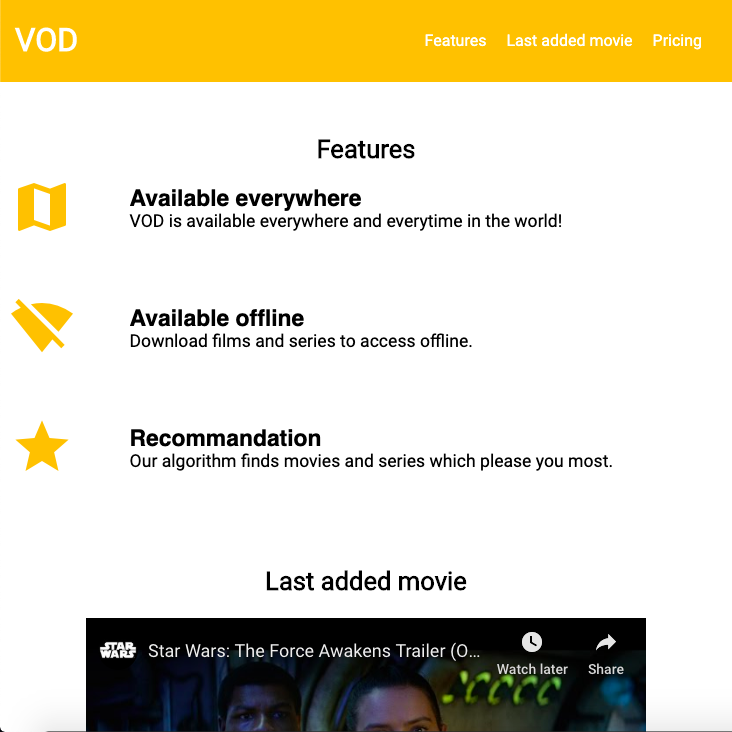 VOD
Features
Last added movie
Pricing
Features
Available everywhere
VOD is available everywhere and everytime in the world!
Available offline
Download films and series to access offline.
Recommandation
Our algorithm finds movies and series which please you most.
Last added movie
STAR
WARS
Star Wars: The Force Awakens Trailer (O...
Watch later
Share